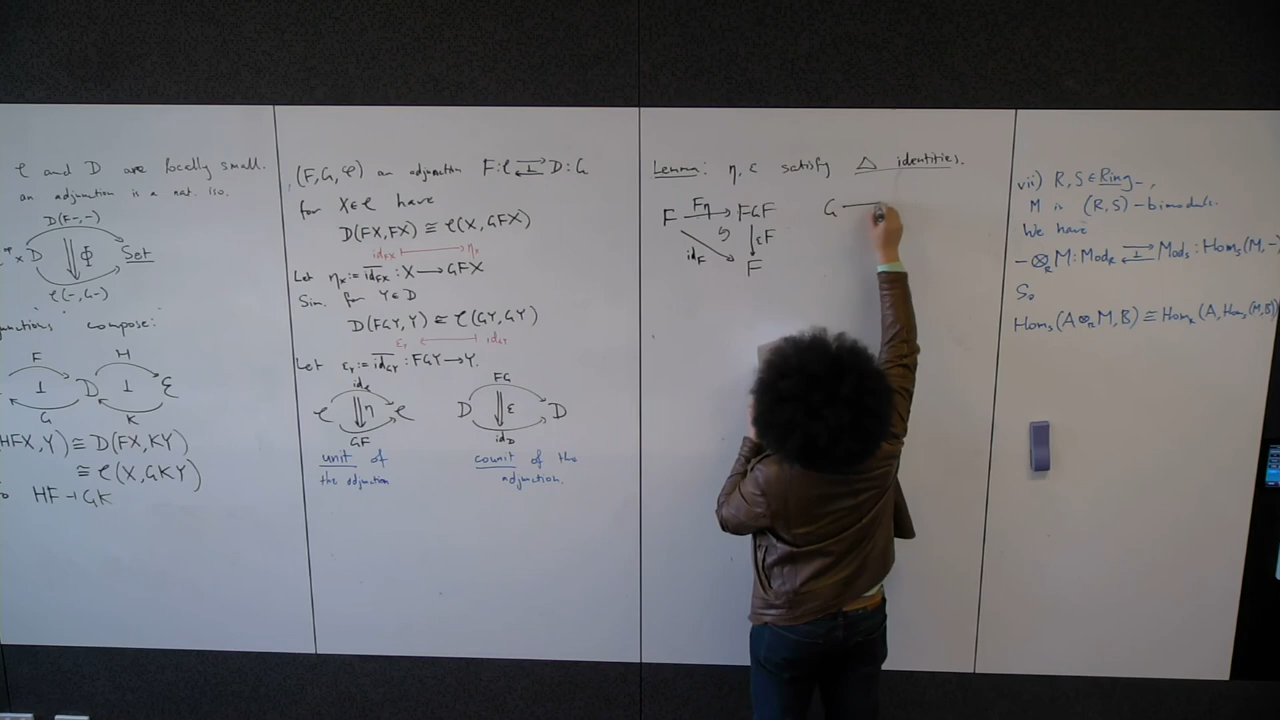 𝒞 and D are locally small.
an adjunction is a nat. iso.
D(F-,-)
D Φ Set
𝒞(-,G-)
compose:
F H
⊥ D ⊥ ℰ
G K
HFX,Y) ≅ D(FX,KY)
≅ 𝒞(X,GKY)
HF ⊣ GK
(F,G,φ) an adjunction F:𝒞 ⇄ D:G
for X∈𝒞 have
D(FX,FX) ≅ 𝒞(X,GFX)
id_FX ⟼ η_X
Let η_X := \overline{id_FX} : X ⟶ GFX
Sim. for Y∈D
D(FGY,Y) ≅ 𝒞(GY,GY)
ε_Y ⟻ id_GY
Let ε_Y := \overline{id_GY} : FGY ⟶ Y.
id_𝒞
𝒞 ⇓ η 𝒞
GF
unit of
the adjunction
FG
D ⇓ ε D
id_D
counit of the
adjunction.
Lemma: η, ε satisfy △ identities.
F Fη ⟶ FGF
id_F ↓ εF
F
G ⟶
vii) R,S ∈ Ring,
M is (R,S)-bimodule.
We have
-⊗_R M : Mod_R ⇄ Mod_S : Hom_S(M,-
So
Hom_S(A⊗_R M,B) ≅ Hom_R(A,Hom_S(M,B))